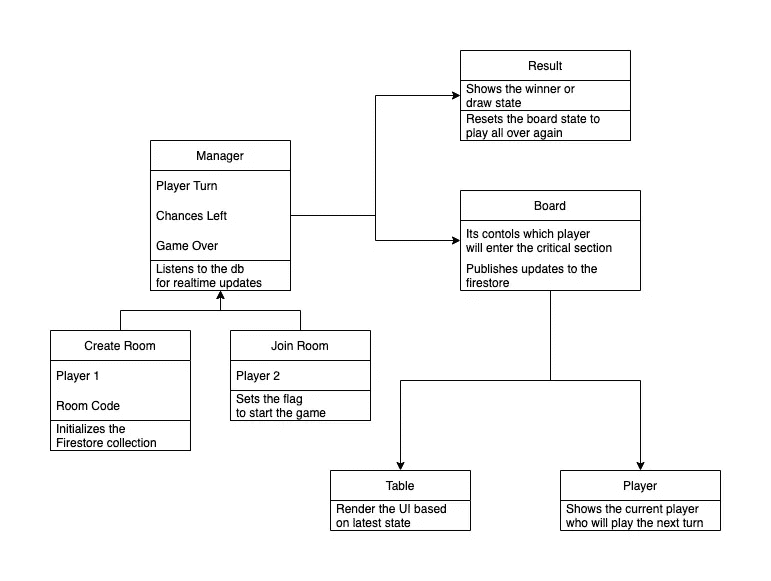 Result
Shows the winner or
draw state
Resets the board state to
play all over again
Manager
Player Turn
Chances Left
Game Over
Listens to the db
for realtime updates
Board
Its contols which player
will enter the critical section
Publishes updates to the
firestore
Create Room
Player 1
Room Code
Initializes the
Firestore collection
Join Room
Player 2
Sets the flag
to start the game
Table
Render the UI based
on latest state
Player
Shows the current player
who will play the next turn